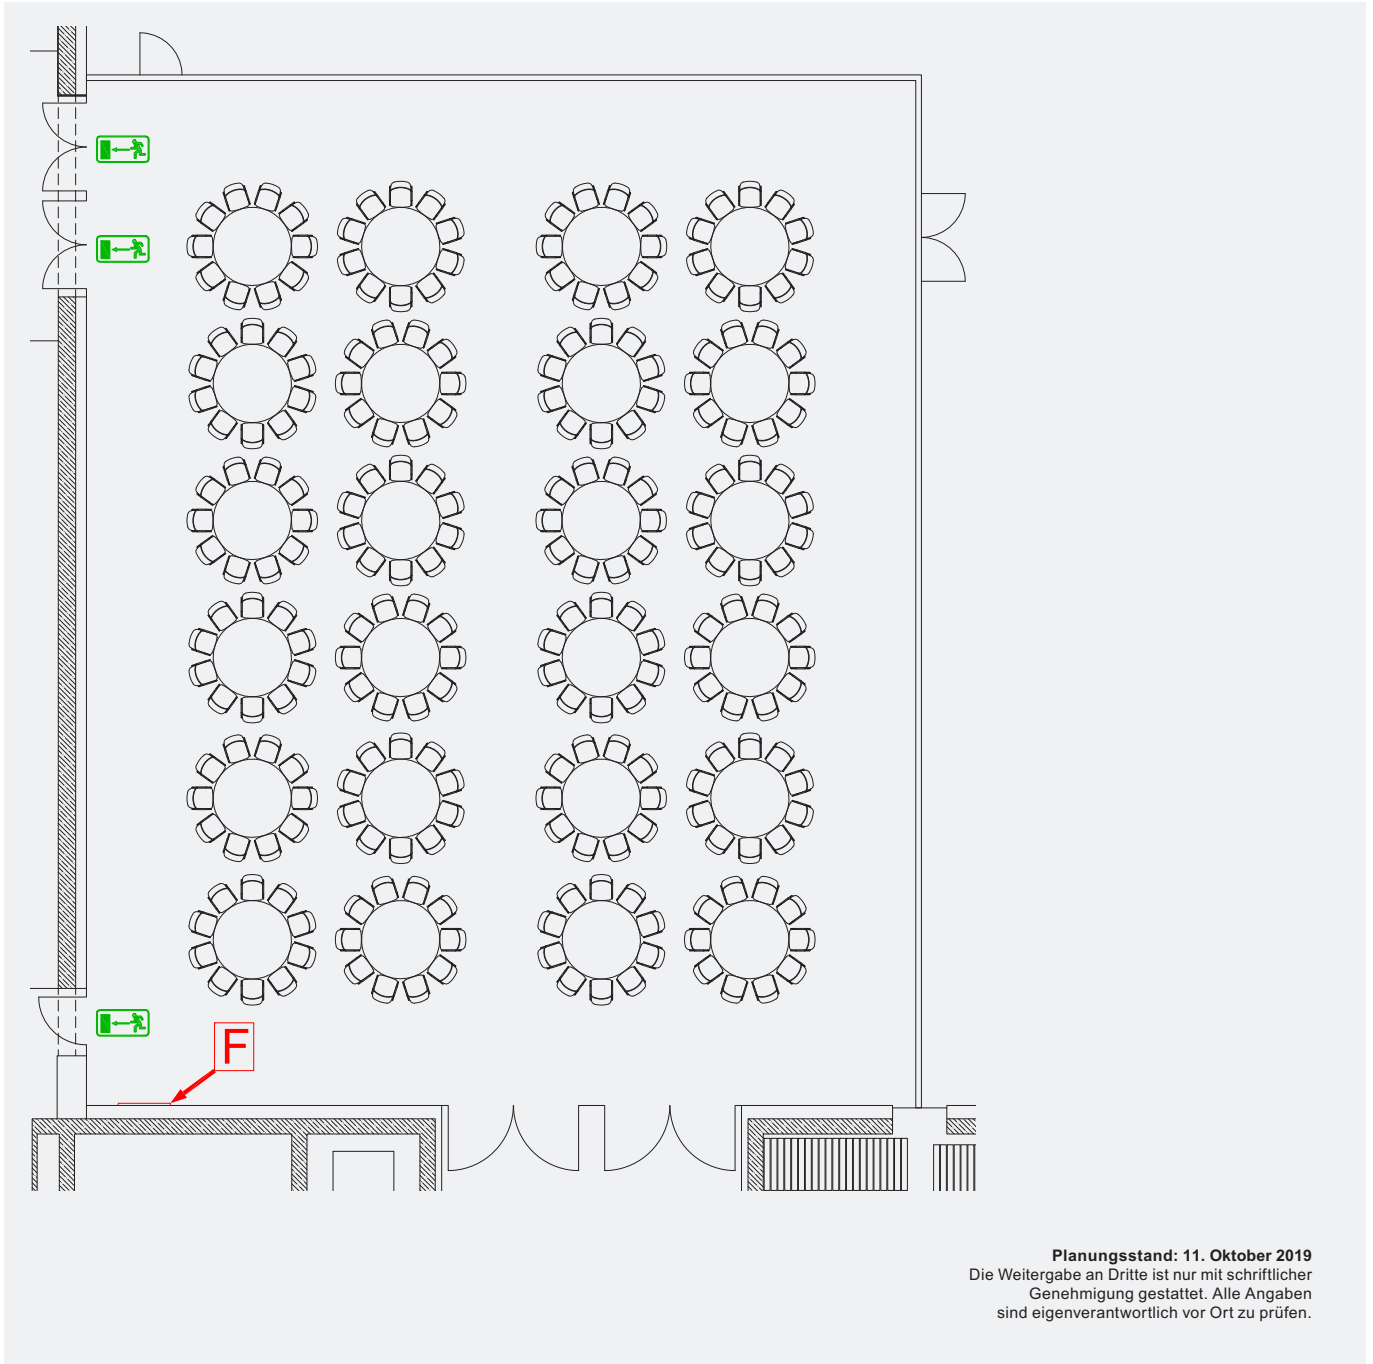 F
Planungsstand: 11. Oktober 2019
Die Weitergabe an Dritte ist nur mit schriftlicher
Genehmigung gestattet. Alle Angaben
sind eigenverantwortlich vor Ort zu prüfen.